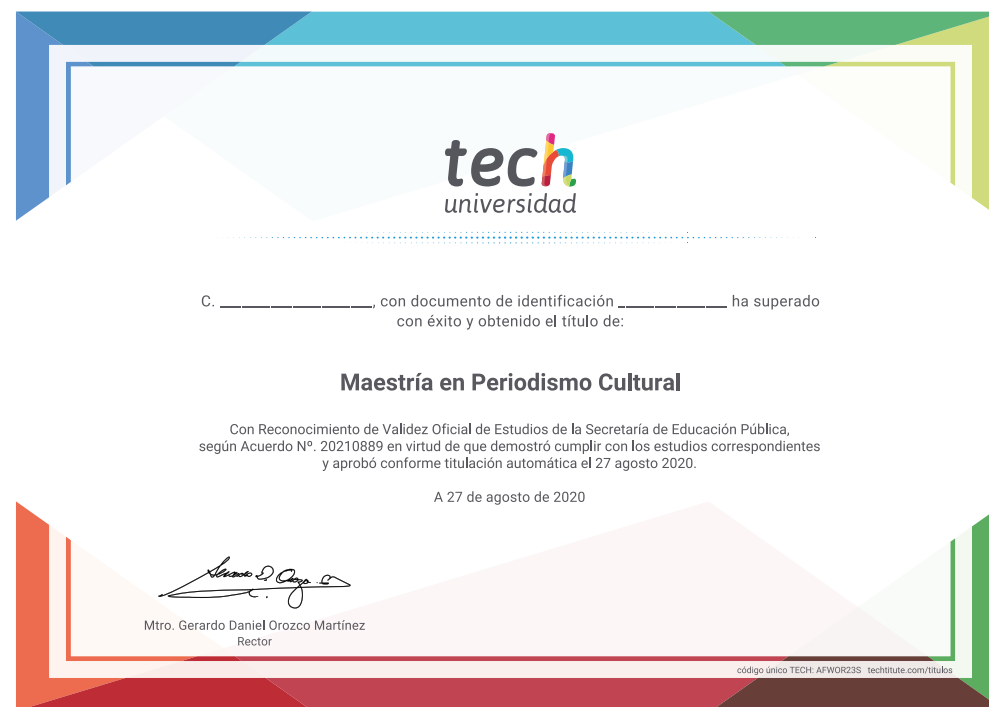 tech
universidad
C. __________________, con documento de identificación _____________ ha superado
con éxito y obtenido el título de:
Maestría en Periodismo Cultural
Con Reconocimiento de Validez Oficial de Estudios de la Secretaría de Educación Pública,
según Acuerdo Nº. 20210889 en virtud de que demostró cumplir con los estudios correspondientes
y aprobó conforme titulación automática el 27 agosto 2020.
A 27 de agosto de 2020
Mtro. Gerardo Daniel Orozco Martínez
Rector
código único TECH: AFWOR23S techtitute.com/titulos